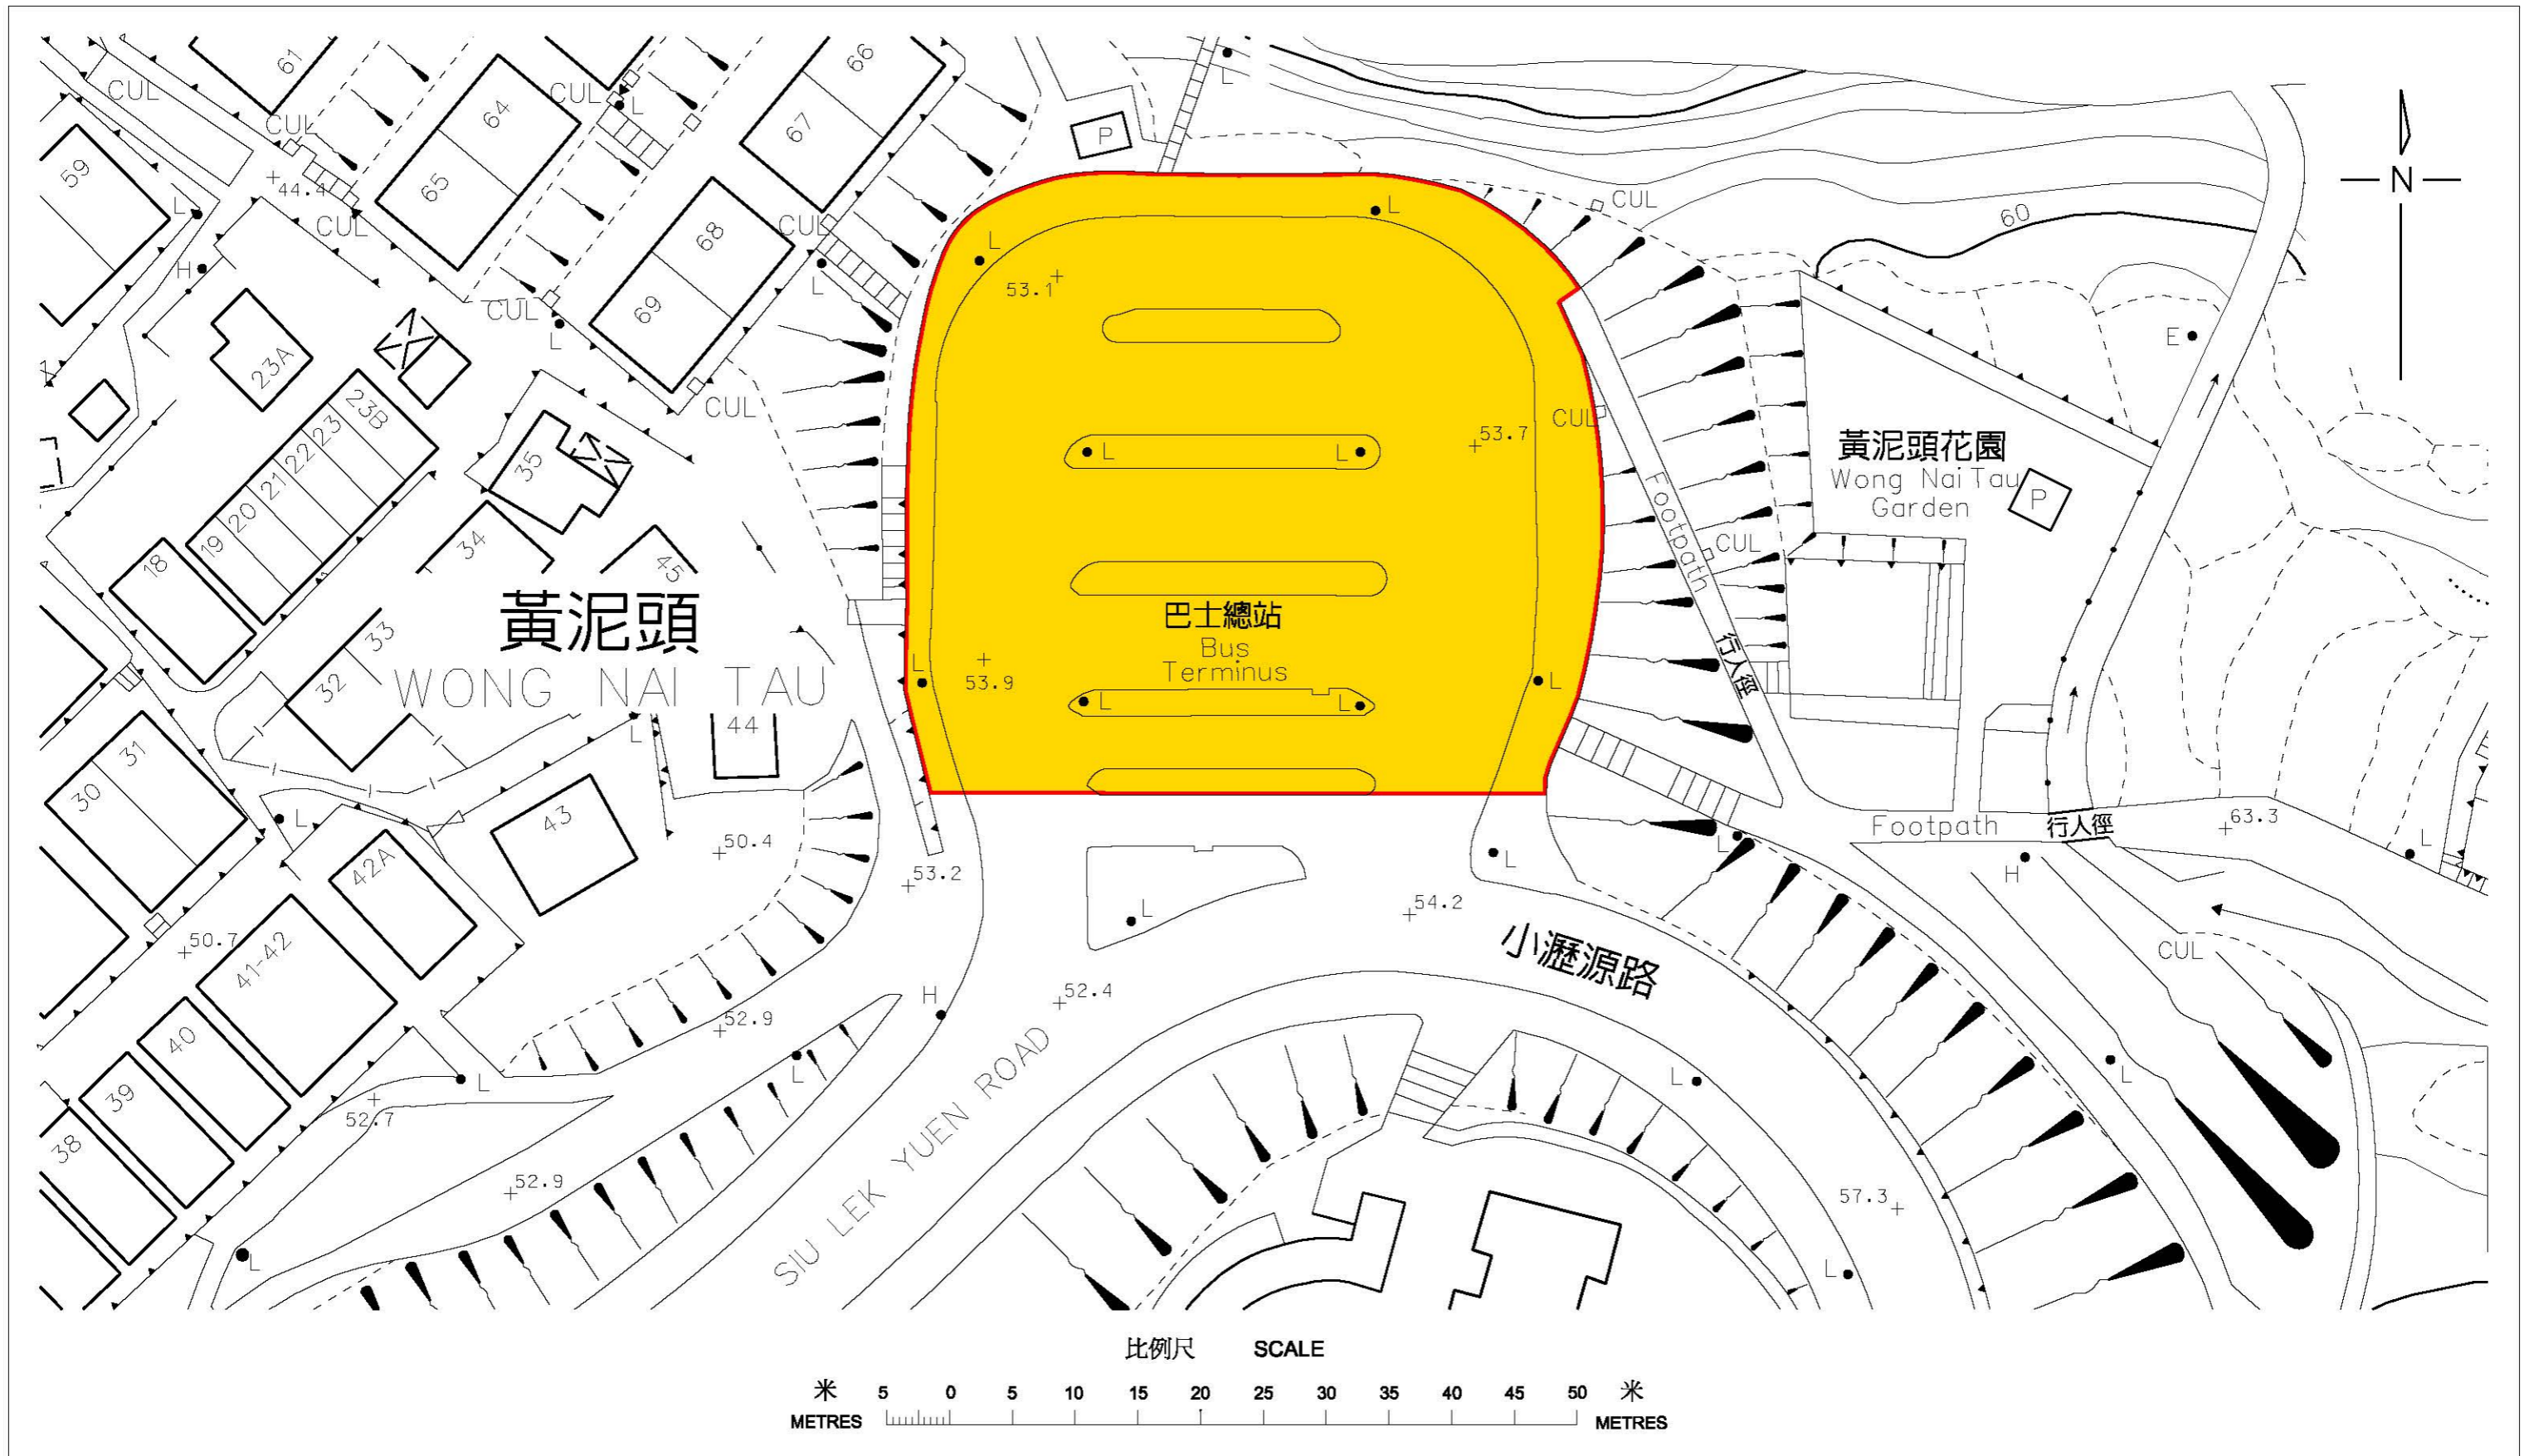 61
66
CUL
64
CUL
L
L
67
P
CUL
59
65
44.4
CUL
CUL
60
N
L
L
CUL
68
L
H
53.1
CUL
69
L
L
E
23A
CUL
23B
23
22
21
20
19
18
35
34
45
L
L
53.7
CUL
黃泥頭花園
Wong Nai Tau
Garden
P
Footpath
CUL
行人徑
黃泥頭
WONG NAI TAU
巴士總站
Bus
Terminus
33
32
L
53.9
L
L
L
L
44
31
30
L
43
42A
50.4
53.2
L
L
Footpath
行人徑
63.3
L
H
41-42
50.7
L
54.2
小瀝源路
CUL
40
39
38
L
52.9
H
52.4
SIU LEK YUEN ROAD
L
L
L
52.7
52.9
57.3
L
L
比例尺 SCALE
米 5 0 5 10 15 20 25 30 35 40 45 50 米
METRES METRES